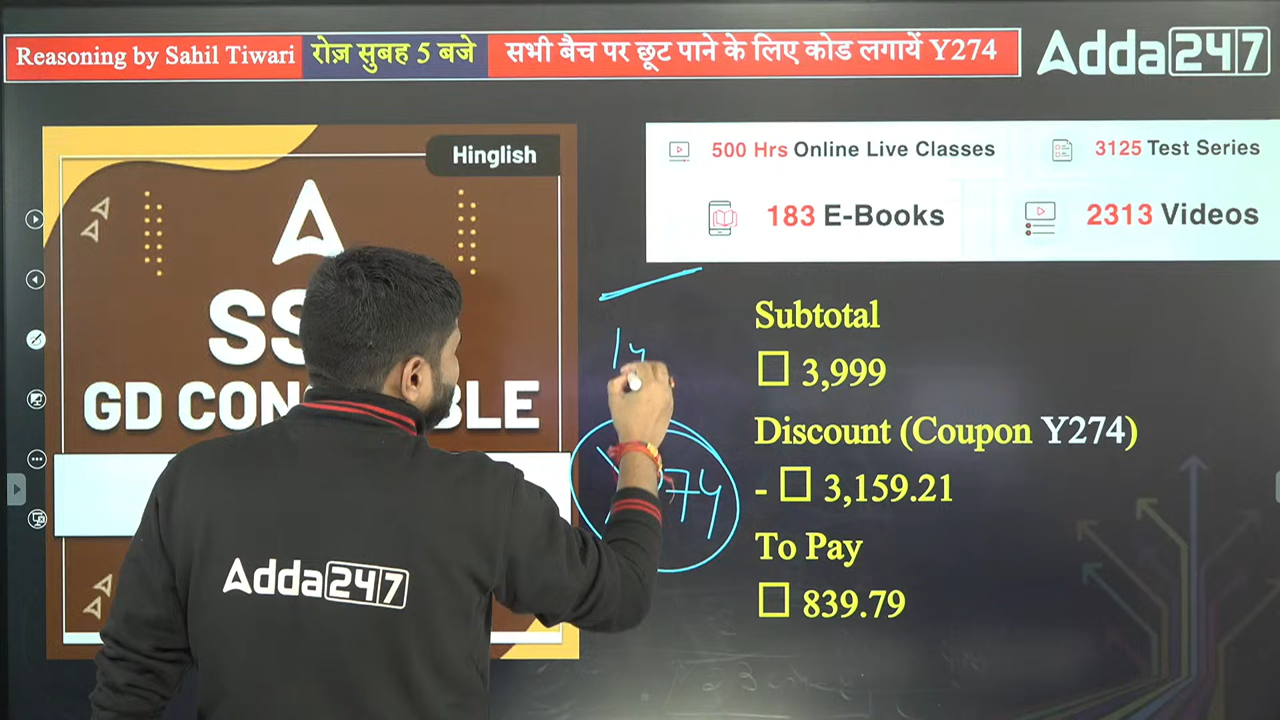 Reasoning by Sahil Tiwari रोज़ सुबह 5 बजे सभी बैच पर छूट पाने के लिए कोड लगायें Y274
Adda247
Hinglish
500 Hrs Online Live Classes
3125 Test Series
183 E-Books
2313 Videos
GD CON BLE
Subtotal
3,999
Discount (Coupon Y274)
- 3,159.21
To Pay
839.79
74
Adda247